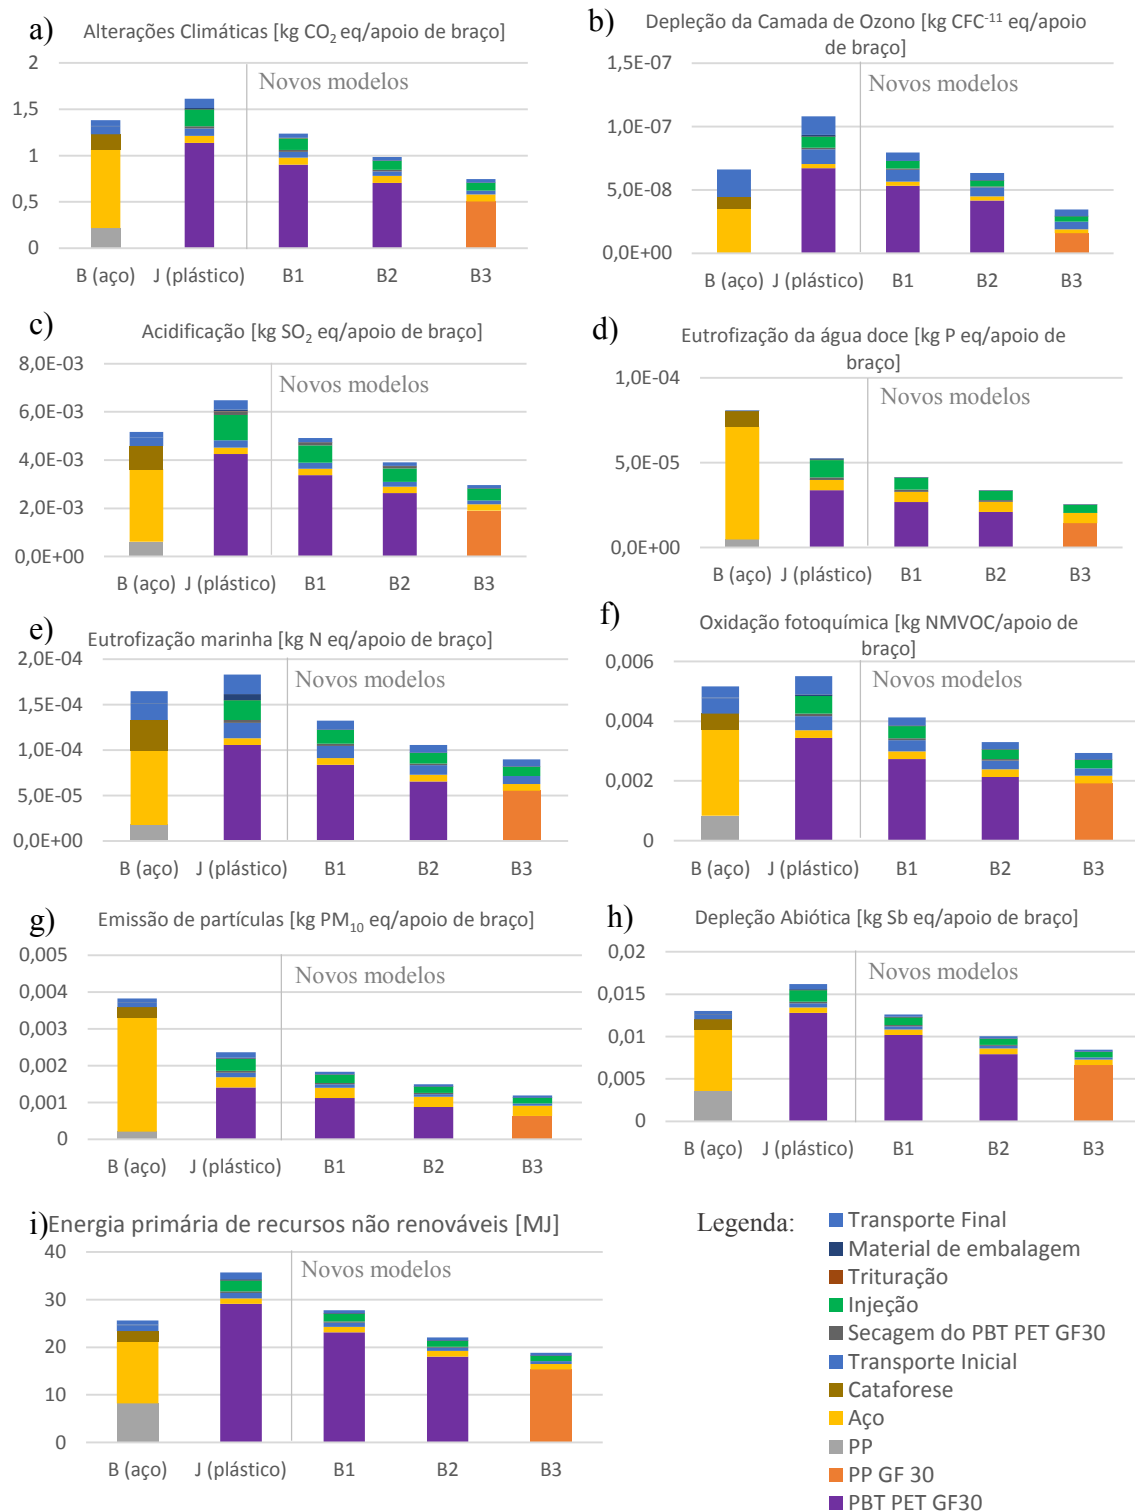 a)
Alterações Climáticas [kg CO₂ eq/apoio de braço]
2
1,5
1
0,5
0
Novos modelos
B (aço) J (plástico) B1 B2 B3
b)
Depleção da Camada de Ozono [kg CFC⁻¹¹ eq/apoio
de braço]
1,5E-07
1,0E-07
5,0E-08
0,0E+00
Novos modelos
B (aço) J (plástico) B1 B2 B3
c)
Acidificação [kg SO₂ eq/apoio de braço]
8,0E-03
6,0E-03
4,0E-03
2,0E-03
0,0E+00
Novos modelos
B (aço) J (plástico) B1 B2 B3
d)
Eutrofização da água doce [kg P eq/apoio de
braço]
1,0E-04
5,0E-05
0,0E+00
Novos modelos
B (aço) J (plástico) B1 B2 B3
e)
Eutrofização marinha [kg N eq/apoio de braço]
2,0E-04
1,5E-04
1,0E-04
5,0E-05
0,0E+00
Novos modelos
B (aço) J (plástico) B1 B2 B3
f)
Oxidação fotoquímica [kg NMVOC/apoio de
braço]
0,006
0,004
0,002
0
Novos modelos
B (aço) J (plástico) B1 B2 B3
g)
Emissão de partículas [kg PM₁₀ eq/apoio de braço]
0,005
0,004
0,003
0,002
0,001
0
Novos modelos
B (aço) J (plástico) B1 B2 B3
h)
Depleção Abiótica [kg Sb eq/apoio de braço]
0,02
0,015
0,01
0,005
0
Novos modelos
B (aço) J (plástico) B1 B2 B3
i)
Energia primária de recursos não renováveis [MJ]
40
30
20
10
0
Novos modelos
B (aço) J (plástico) B1 B2 B3
Legenda:
Transporte Final
Material de embalagem
Trituração
Injeção
Secagem do PBT PET GF30
Transporte Inicial
Cataforese
Aço
PP
PP GF 30
PBT PET GF30